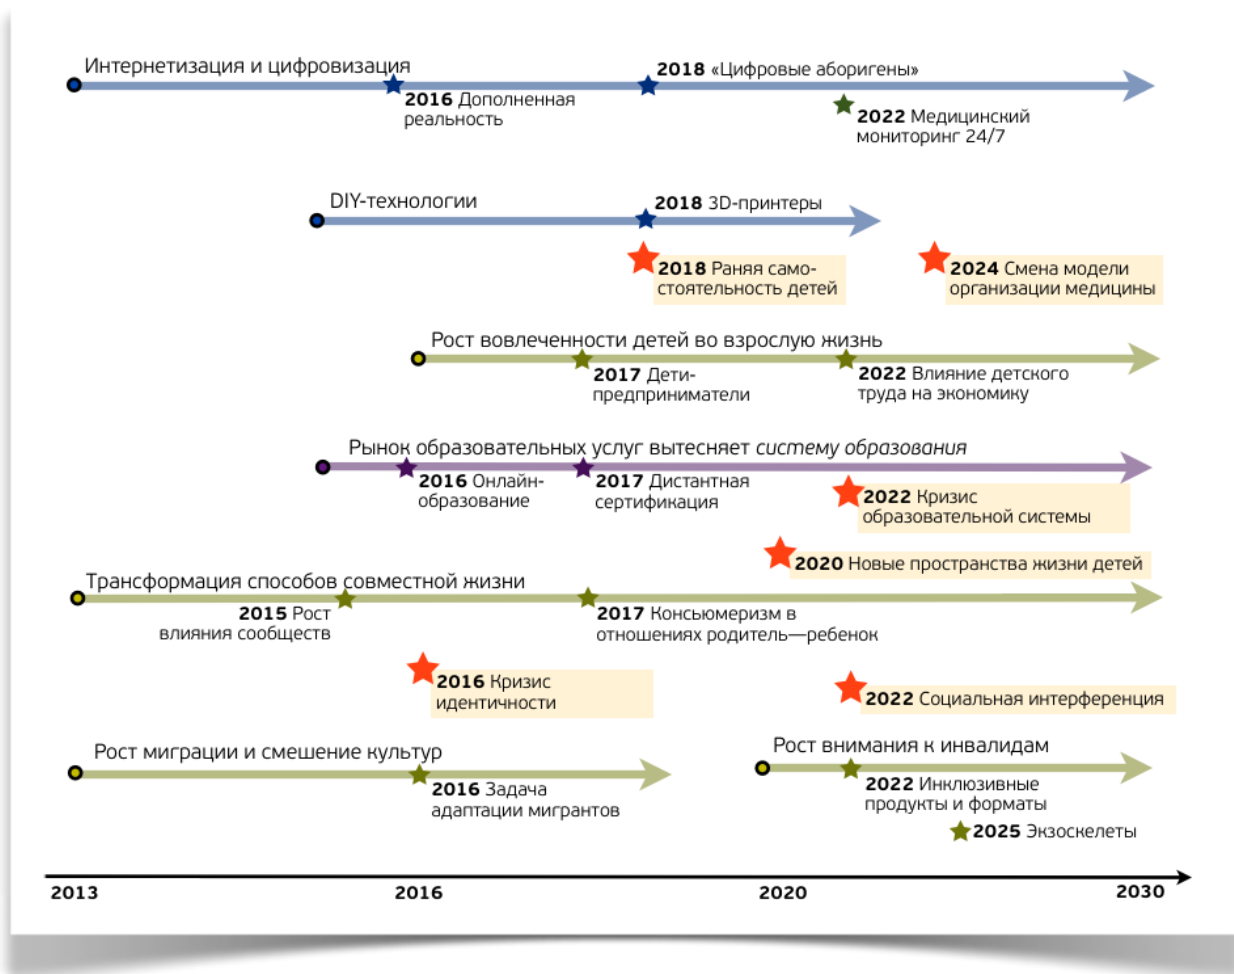 Интернетизация и цифровизация
2018 «Цифровые аборигены»
2016 Дополненная
реальность
2022 Медицинский
мониторинг 24/7
DIY-технологии
2018 3D-принтеры
2018 Раняя само-
стоятельность детей
2024 Смена модели
организации медицины
Рост вовлеченности детей во взрослую жизнь
2017 Дети-
предприниматели
2022 Влияние детского
труда на экономику
Рынок образовательных услуг вытесняет систему образования
2016 Онлайн-
образование
2017 Дистантная
сертификация
2022 Кризис
образовательной системы
2020 Новые пространства жизни детей
Трансформация способов совместной жизни
2015 Рост
влияния сообществ
2017 Консьюмеризм в
отношениях родитель—ребенок
2016 Кризис
идентичности
2022 Социальная интерференция
Рост миграции и смешение культур
2016 Задача
адаптации мигрантов
Рост внимания к инвалидам
2022 Инклюзивные
продукты и форматы
2025 Экзоскелеты
2013 2016 2020 2030